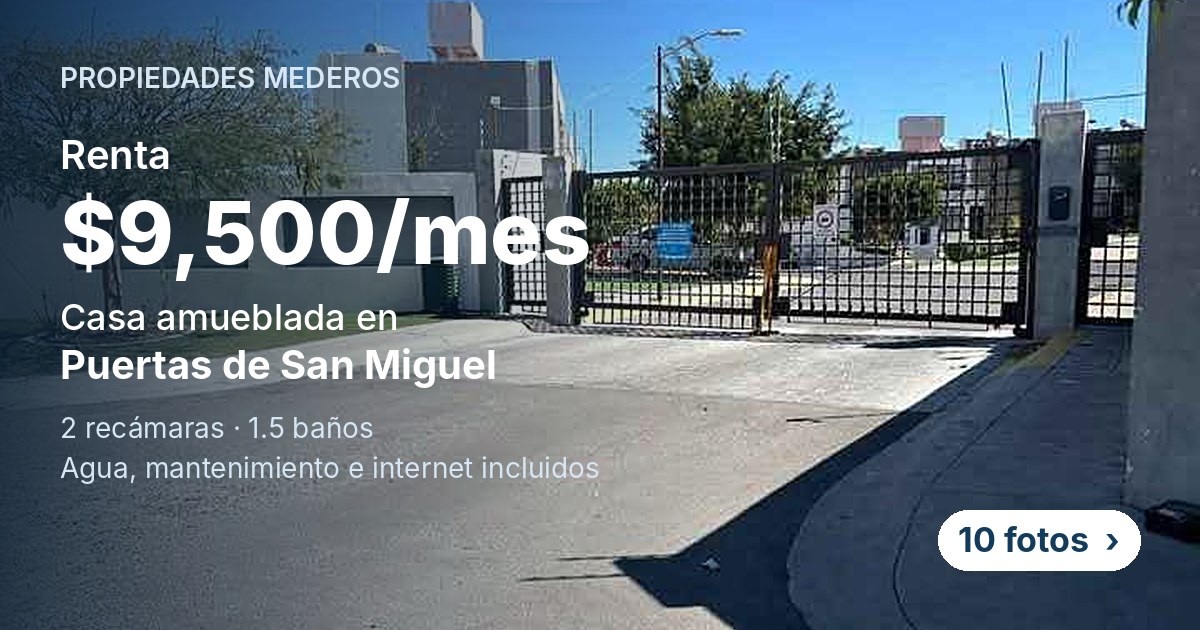 PROPIEDADES MEDEROS
Renta
$9,500/mes
Casa amueblada en
Puertas de San Miguel
2 recámaras · 1.5 baños
Agua, mantenimiento e internet incluidos
10 fotos ›